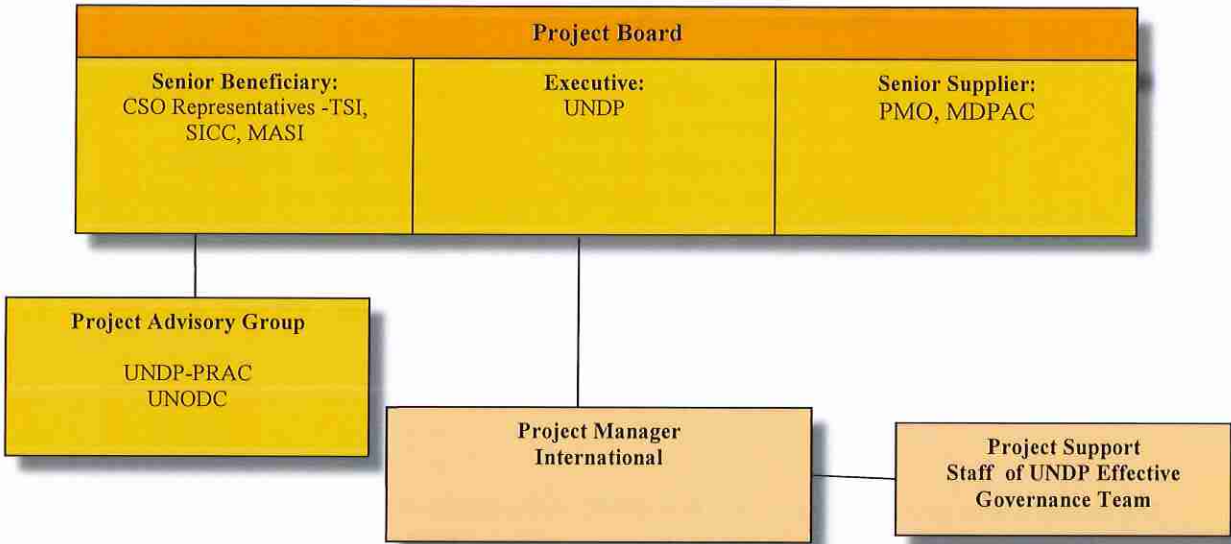 Project Board
Senior Beneficiary:
CSO Representatives -TSI,
SICC, MASI
Executive:
UNDP
Senior Supplier:
PMO, MDPAC
Project Advisory Group
UNDP-PRAC
UNODC
Project Manager
International
Project Support
Staff of UNDP Effective
Governance Team